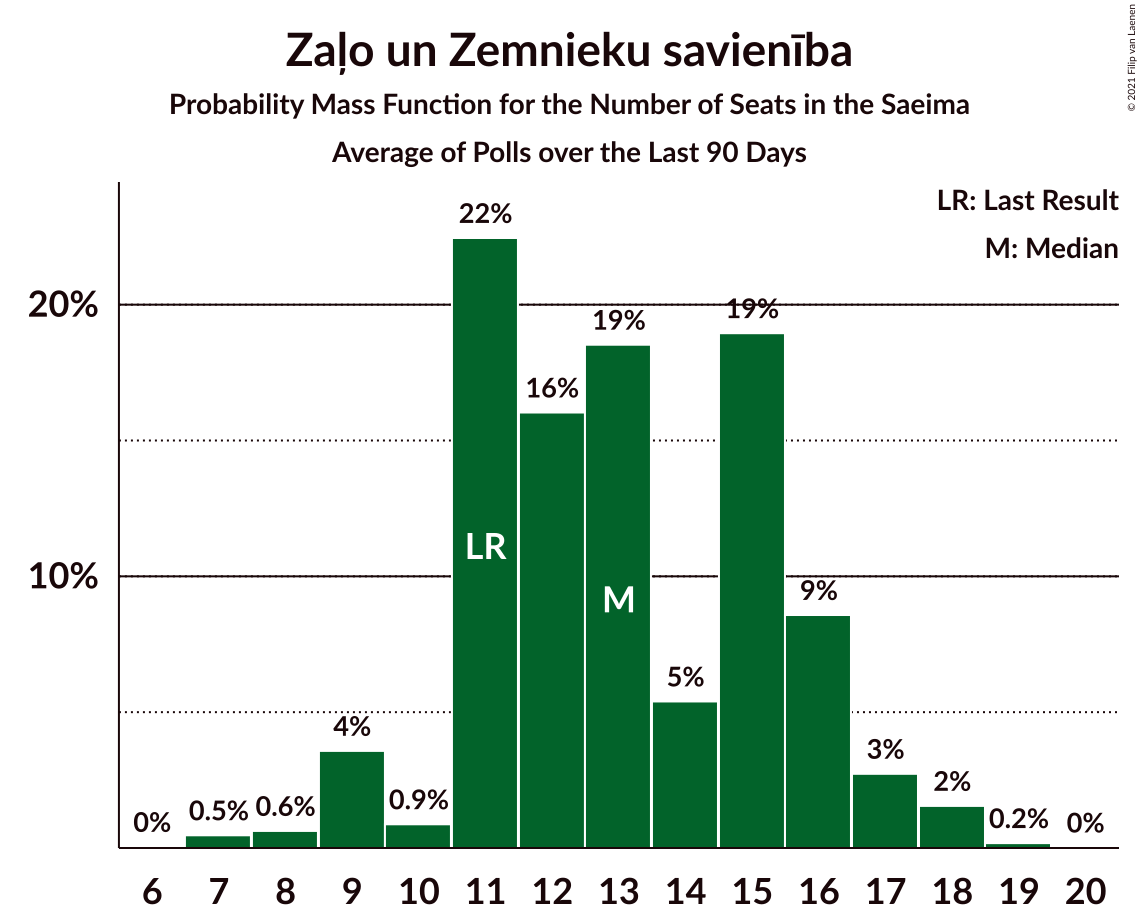 Zaļo un Zemnieku savienība
Probability Mass Function for the Number of Seats in the Saeima
Average of Polls over the Last 90 Days
© 2021 Filip van Laenen
LR: Last Result
M: Median
20%
10%
0%
0.5%
0.6%
4%
0.9%
22%
16%
19%
5%
19%
9%
3%
2%
0.2%
0%
LR
M
6 7 8 9 10 11 12 13 14 15 16 17 18 19 20